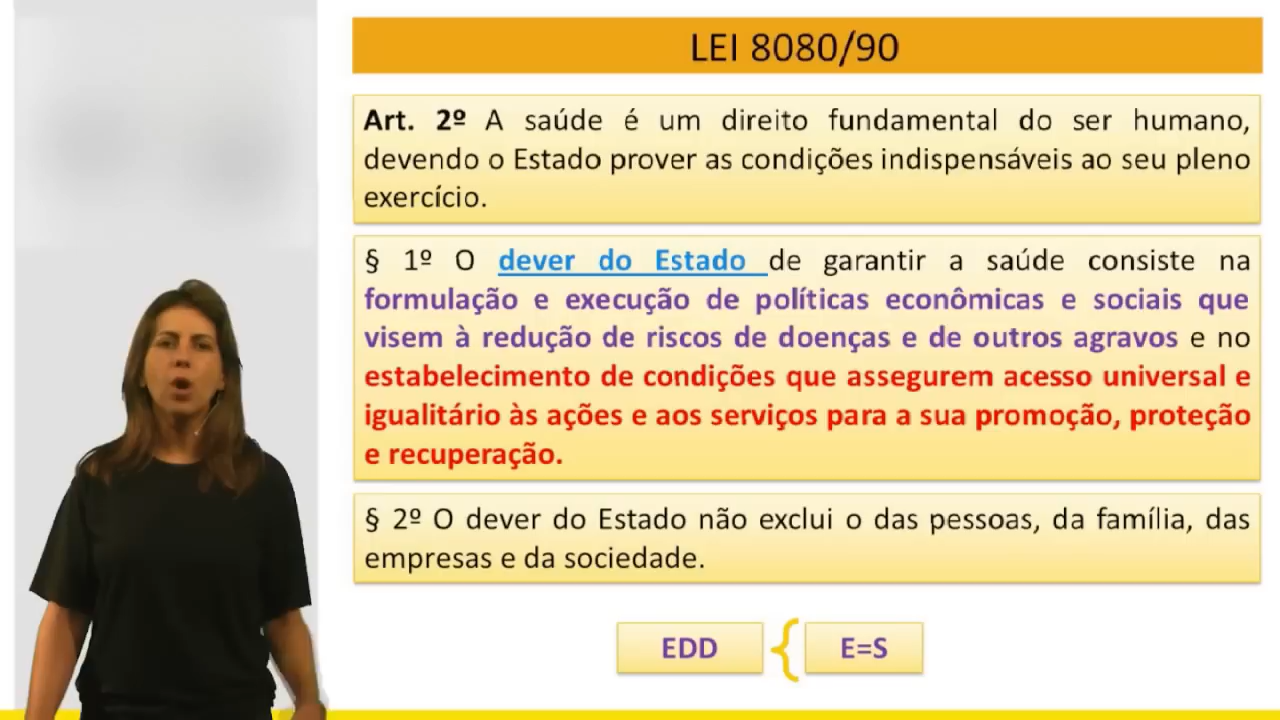 LEI 8080/90
Art. 2º A saúde é um direito fundamental do ser humano,
devendo o Estado prover as condições indispensáveis ao seu pleno
exercício.
§ 1º O dever do Estado de garantir a saúde consiste na
formulação e execução de políticas econômicas e sociais que
visem à redução de riscos de doenças e de outros agravos e no
estabelecimento de condições que assegurem acesso universal e
igualitário às ações e aos serviços para a sua promoção, proteção
e recuperação.
§ 2º O dever do Estado não exclui o das pessoas, da família, das
empresas e da sociedade.
EDD { E=S